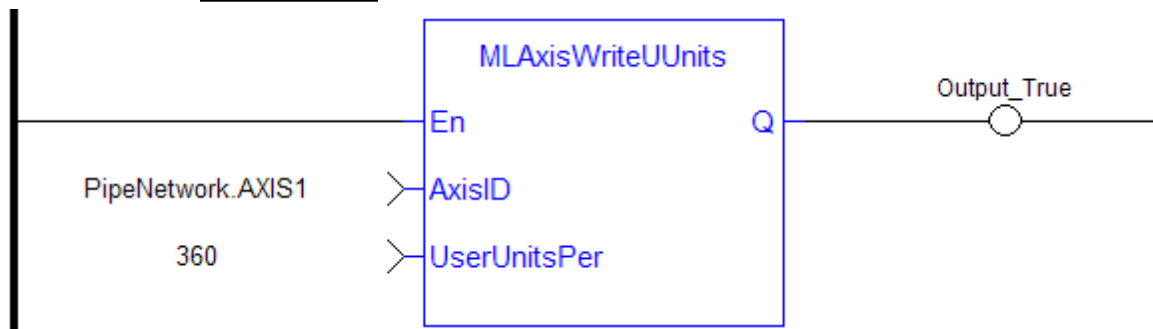 MLAxisWriteUUnits
Output_True
En
Q
PipeNetwork.AXIS1
AxisID
360
UserUnitsPer